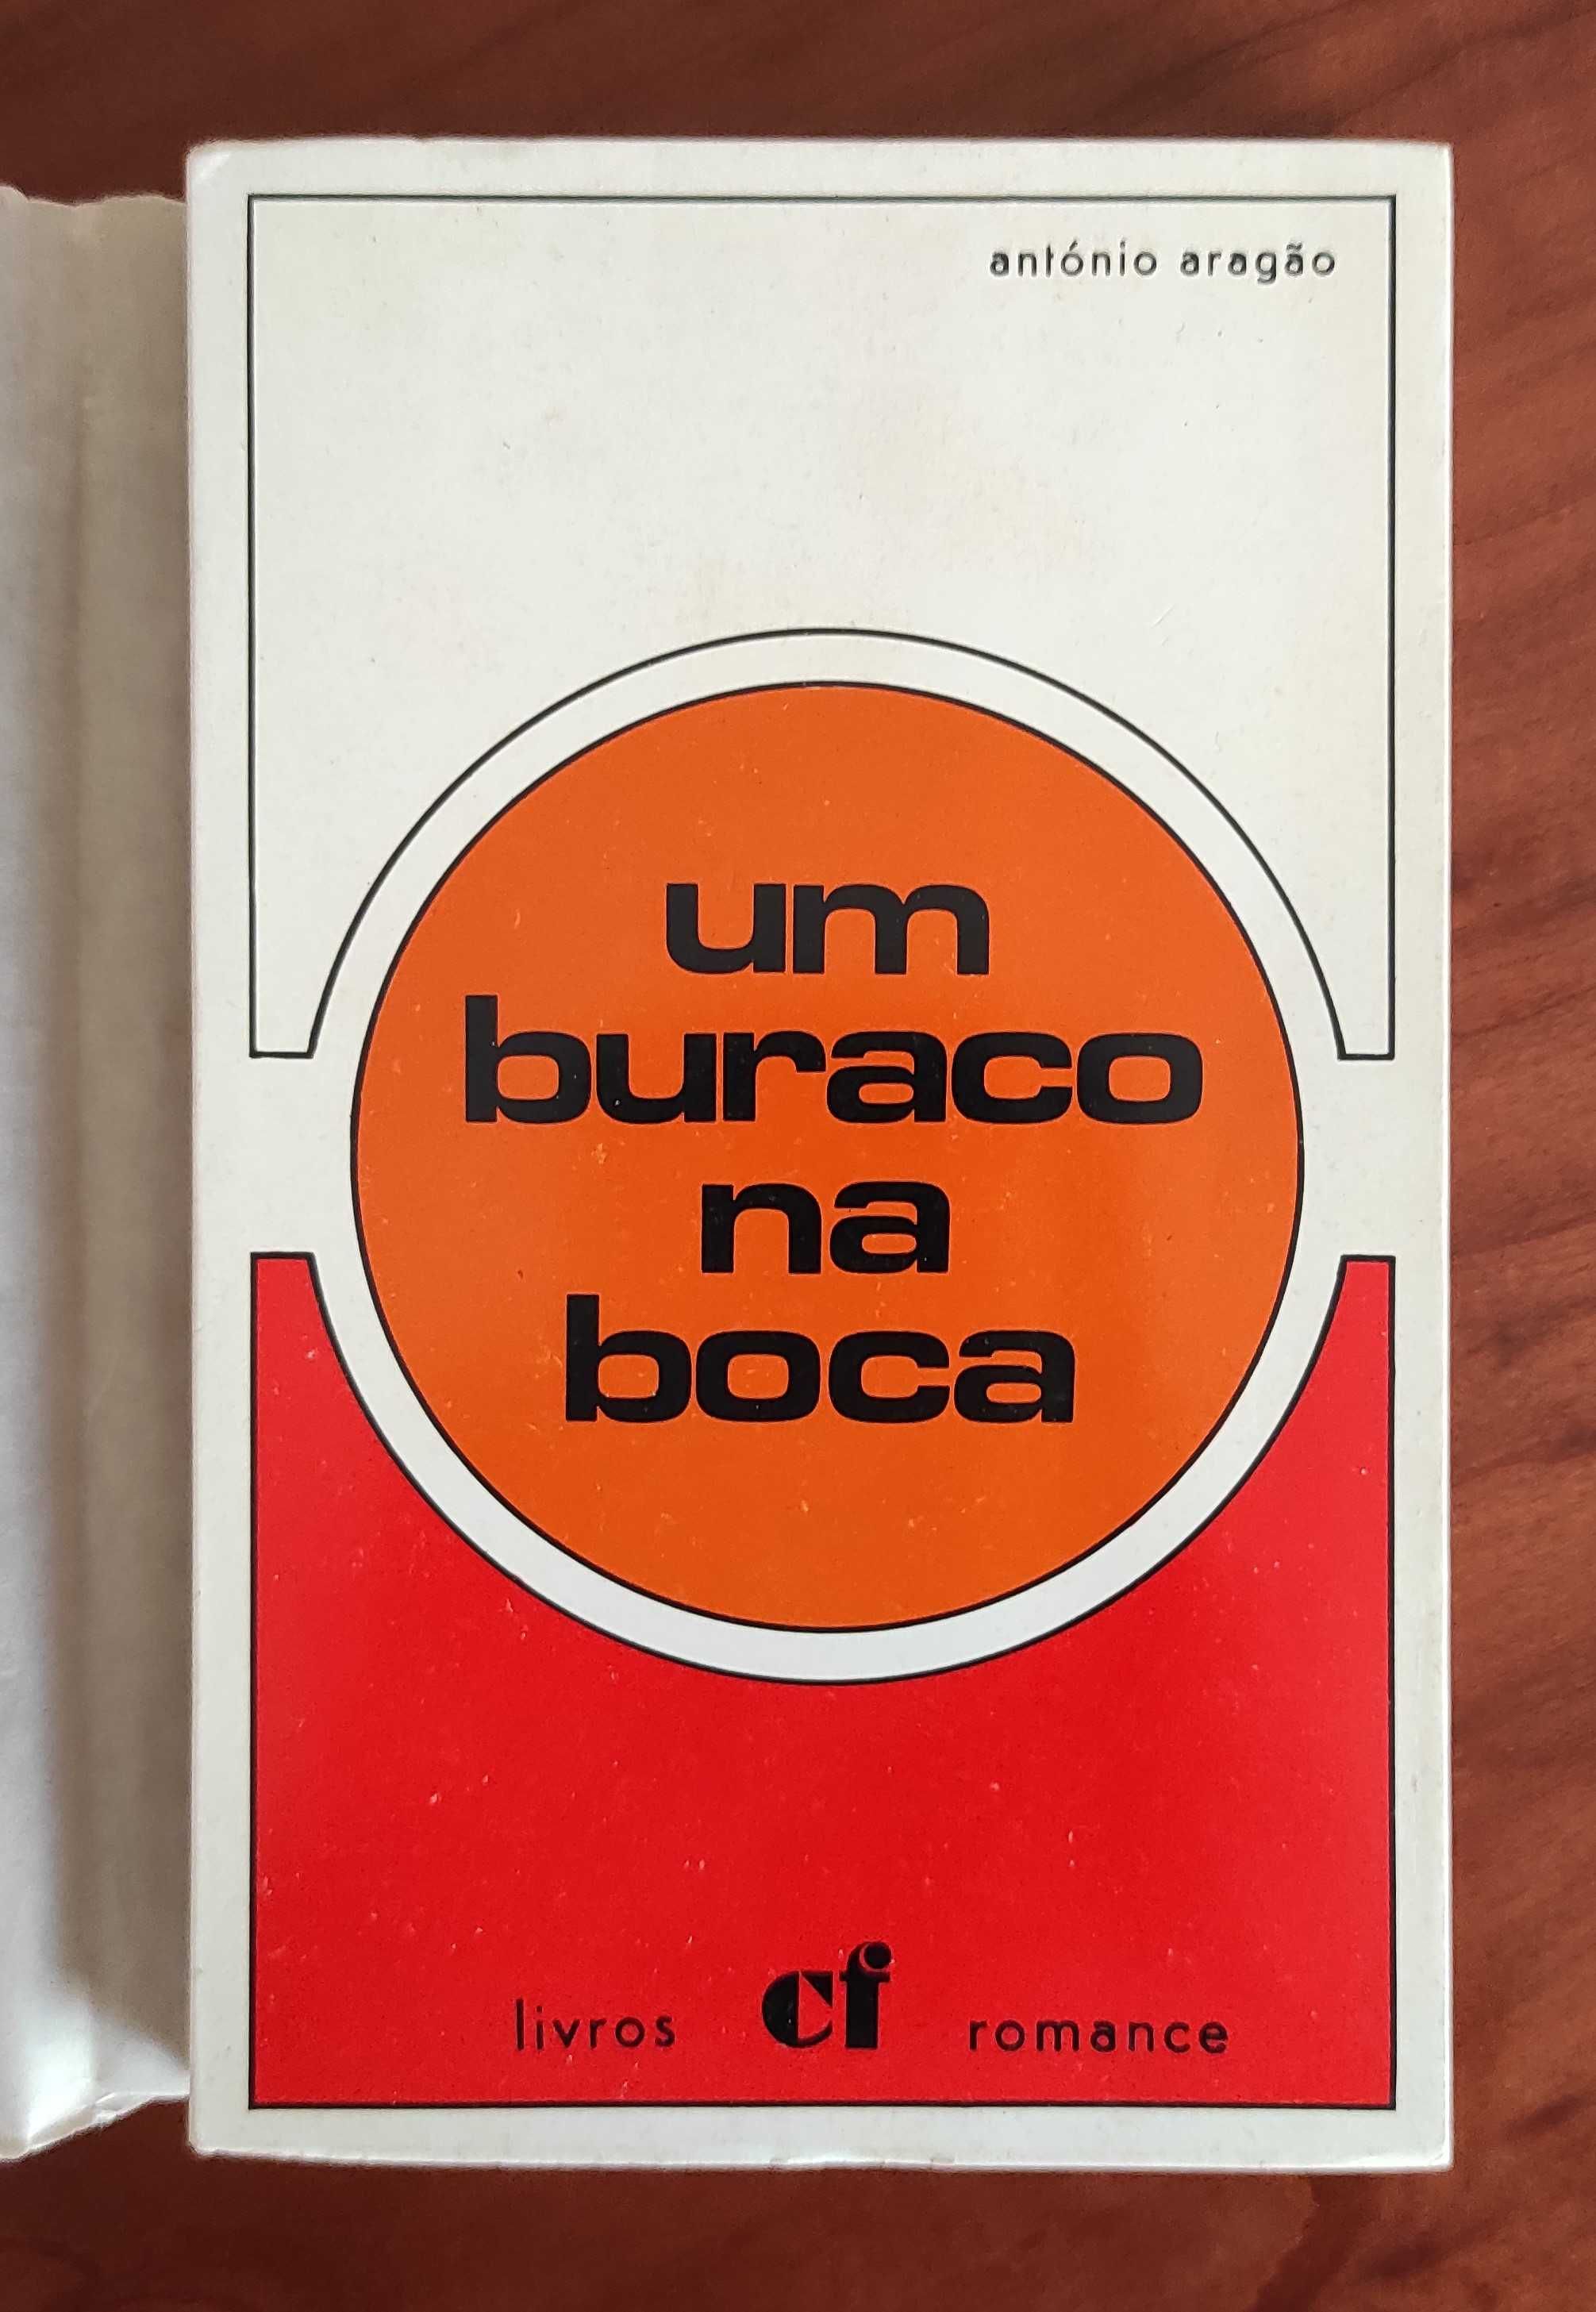 antónio aragão
um
buraco
na
boca
livros cf romance